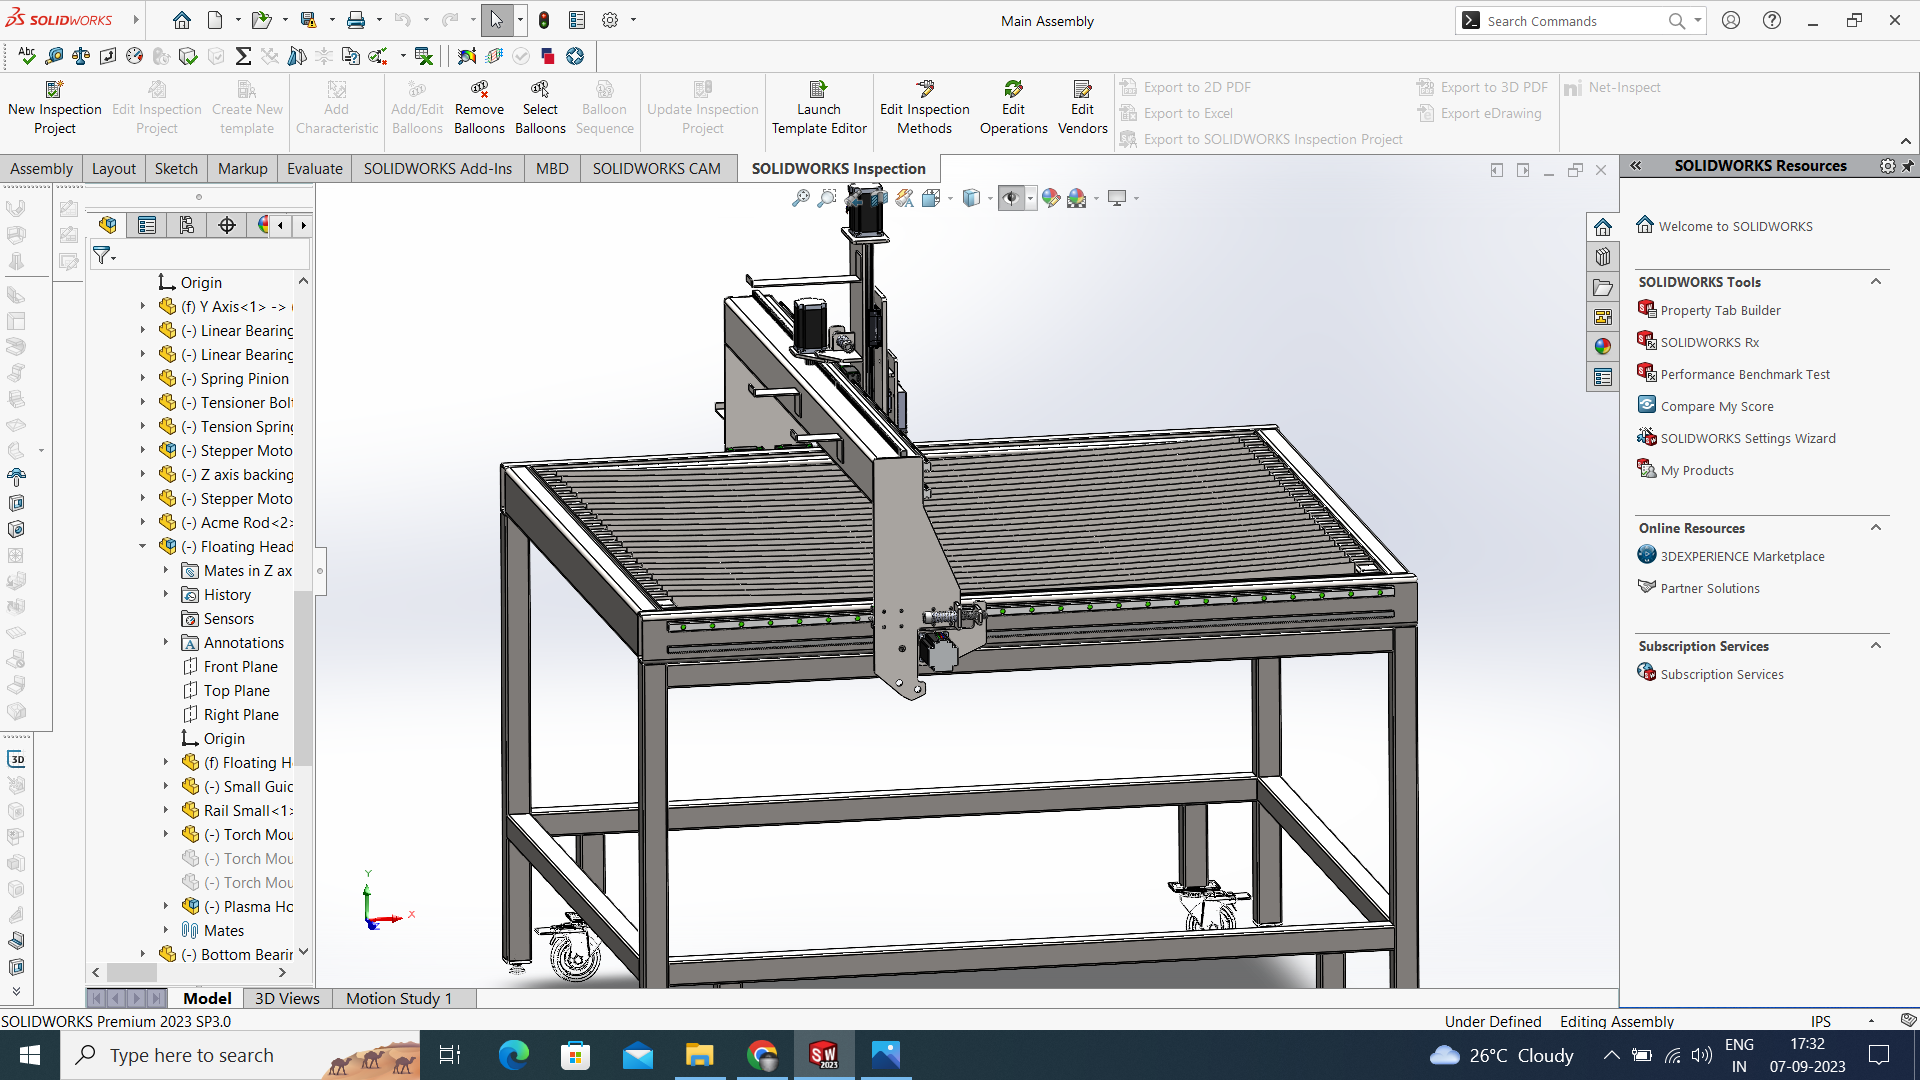 SOLIDWORKS
Main Assembly
Search Commands
Abc
New Inspection Project
Edit Inspection Project
Create New template
Add Characteristic
Add/Edit Balloons
Remove Balloons
Select Balloons
Balloon Sequence
Update Inspection Project
Launch Template Editor
Edit Inspection Methods
Edit Operations
Edit Vendors
Export to 2D PDF
Export to Excel
Export to SOLIDWORKS Inspection Project
Export to 3D PDF
Export eDrawing
Net-Inspect
Assembly
Layout
Sketch
Markup
Evaluate
SOLIDWORKS Add-Ins
MBD
SOLIDWORKS CAM
SOLIDWORKS Inspection
Origin
(f) Y Axis<1> ->
(-) Linear Bearing
(-) Linear Bearing
(-) Spring Pinion
(-) Tensioner Bolt
(-) Tension Spring
(-) Stepper Moto
(-) Z axis backing
(-) Stepper Moto
(-) Acme Rod<2>
(-) Floating Head
Mates in Z ax
History
Sensors
Annotations
Front Plane
Top Plane
Right Plane
Origin
(f) Floating H
(-) Small Guid
Rail Small<1>
(-) Torch Mou
(-) Torch Mou
(-) Torch Mou
(-) Plasma Ho
Mates
(-) Bottom Bearin
3D
Y
X
Z
SOLIDWORKS Resources
Welcome to SOLIDWORKS
SOLIDWORKS Tools
Property Tab Builder
SOLIDWORKS Rx
Performance Benchmark Test
Compare My Score
SOLIDWORKS Settings Wizard
My Products
Online Resources
3DEXPERIENCE Marketplace
Partner Solutions
Subscription Services
Subscription Services
Model
3D Views
Motion Study 1
SOLIDWORKS Premium 2023 SP3.0
Under Defined
Editing Assembly
IPS
Type here to search
SW 2023
26°C Cloudy
ENG
IN
17:32
07-09-2023